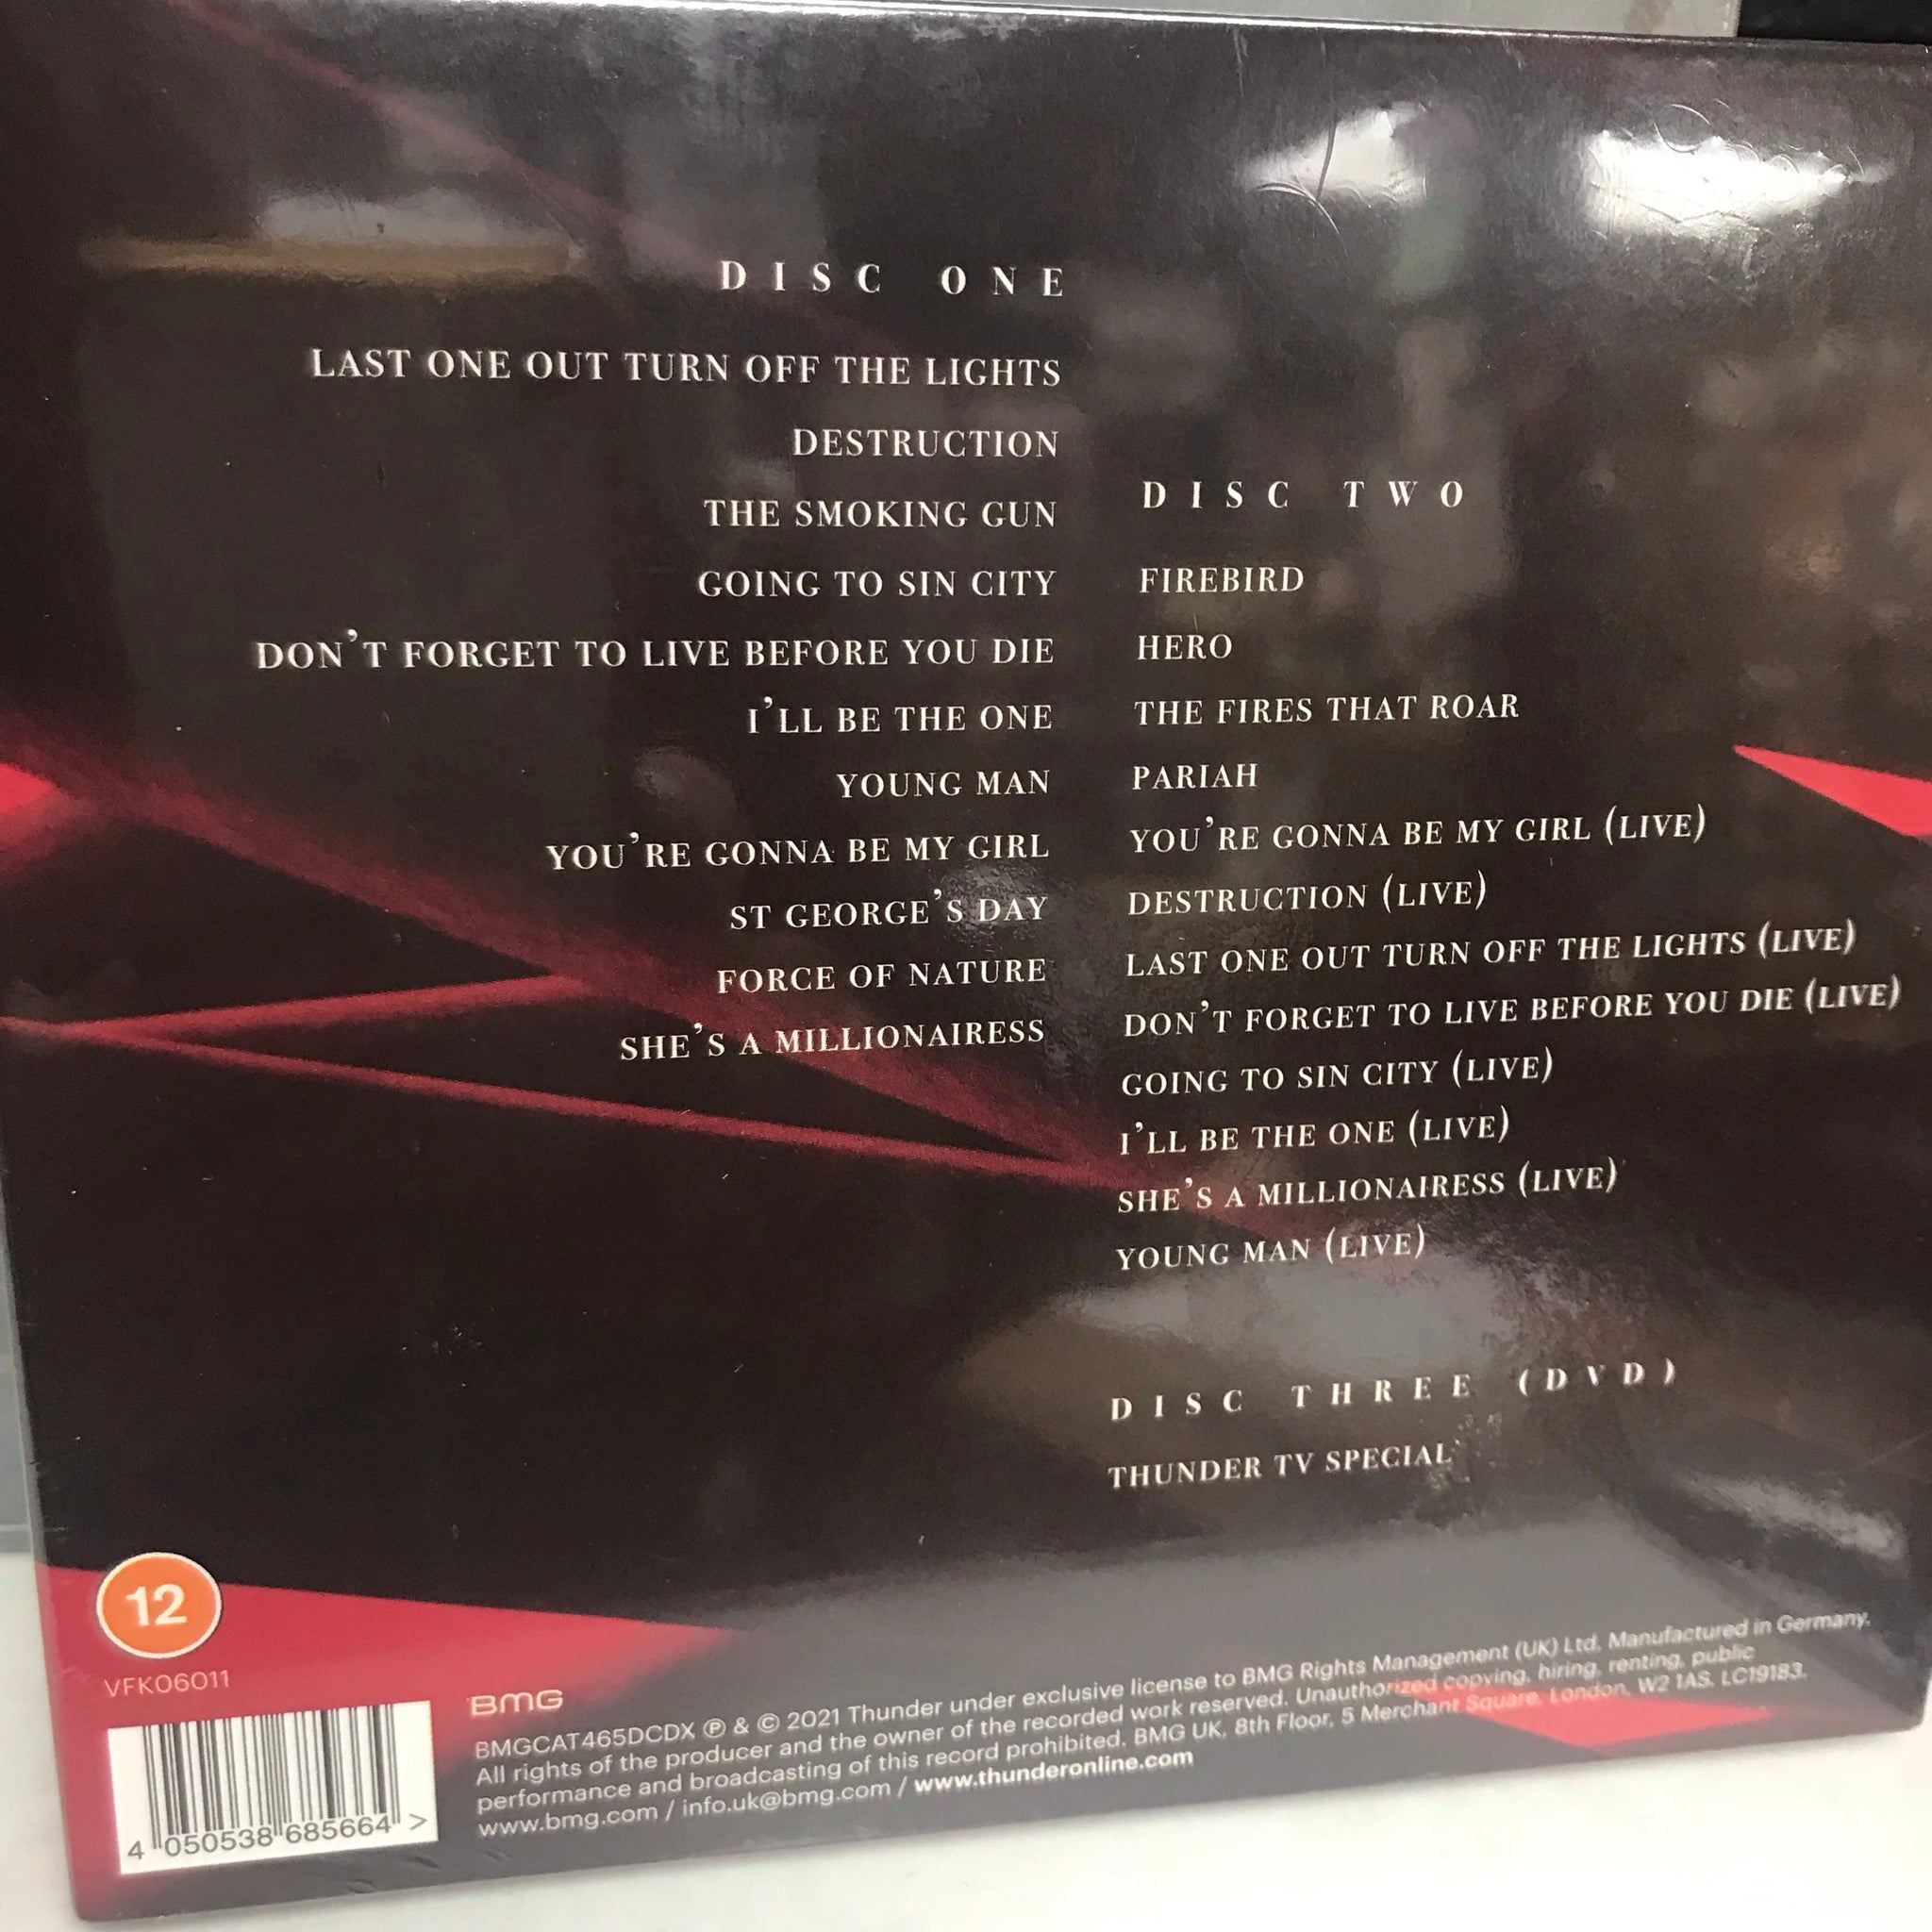 DISC ONE
LAST ONE OUT TURN OFF THE LIGHTS
DESTRUCTION
THE SMOKING GUN
GOING TO SIN CITY
DON'T FORGET TO LIVE BEFORE YOU DIE
I'LL BE THE ONE
YOUNG MAN
YOU'RE GONNA BE MY GIRL
ST GEORGE'S DAY
FORCE OF NATURE
SHE'S A MILLIONAIRESS
DISC TWO
FIREBIRD
HERO
THE FIRES THAT ROAR
PARIAH
YOU'RE GONNA BE MY GIRL (LIVE)
DESTRUCTION (LIVE)
LAST ONE OUT TURN OFF THE LIGHTS (LIVE)
DON'T FORGET TO LIVE BEFORE YOU DIE (LIVE)
GOING TO SIN CITY (LIVE)
I'LL BE THE ONE (LIVE)
SHE'S A MILLIONAIRESS (LIVE)
YOUNG MAN (LIVE)
DISC THREE (DVD)
THUNDER TV SPECIAL
12
VFK06011
4 050538 685664 >
BMG
BMGCAT465DCDX ℗ & © 2021 Thunder under exclusive license to BMG Rights Management (UK) Ltd. Manufactured in Germany.
All rights of the producer and the owner of the recorded work reserved. Unauthorized copying, hiring, renting, public
performance and broadcasting of this record prohibited. BMG UK, 8th Floor, 5 Merchant Square, London, W2 1AS. LC19183.
www.bmg.com / info.uk@bmg.com / www.thunderonline.com